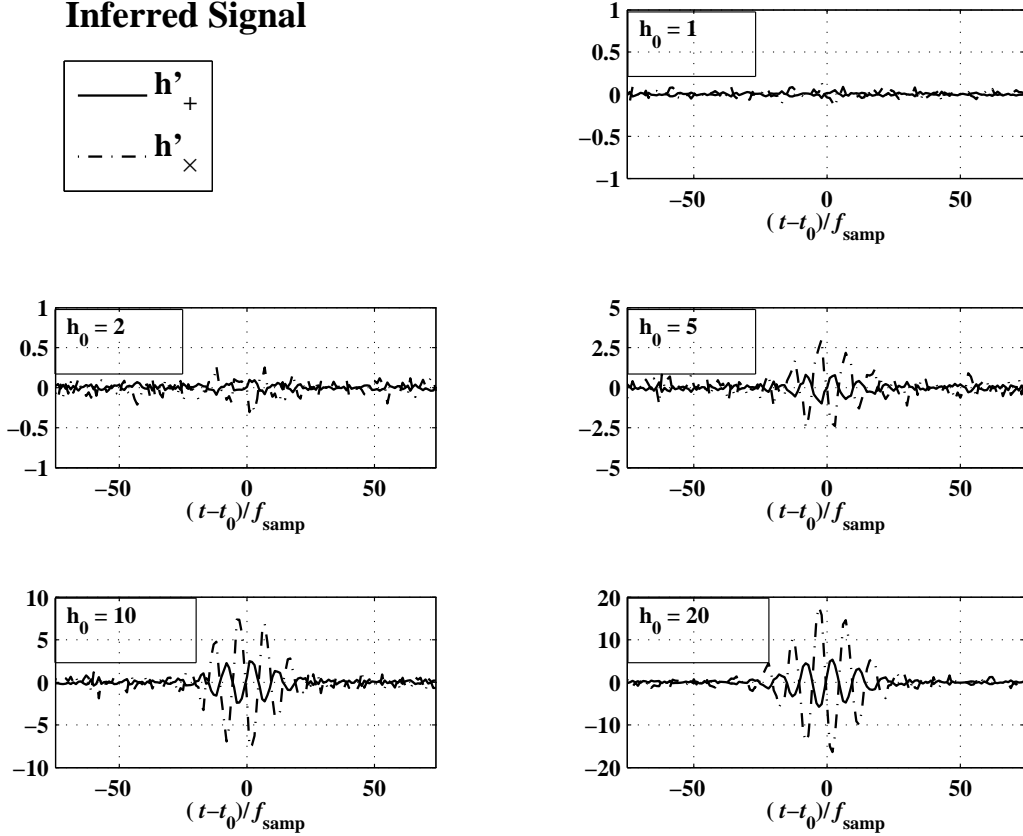 Inferred Signal
h'+
h'×
h0 = 1
1
0.5
0
−0.5
−1
−50 0 50
(t−t0)/fsamp
h0 = 2
1
0.5
0
−0.5
−1
−50 0 50
(t−t0)/fsamp
h0 = 5
5
2.5
0
−2.5
−5
−50 0 50
(t−t0)/fsamp
h0 = 10
10
5
0
−5
−10
−50 0 50
(t−t0)/fsamp
h0 = 20
20
10
0
−10
−20
−50 0 50
(t−t0)/fsamp